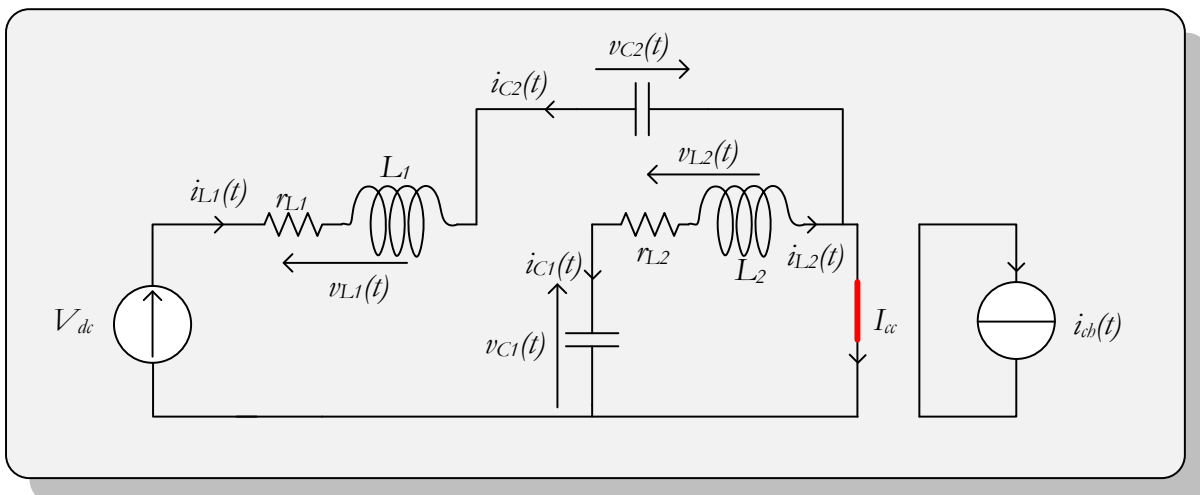 vC2(t)
iC2(t)
L1
vL2(t)
iL1(t)
rL1
iC1(t)
rL2
L2
iL2(t)
vL1(t)
Vdc
vC1(t)
Icc
ich(t)